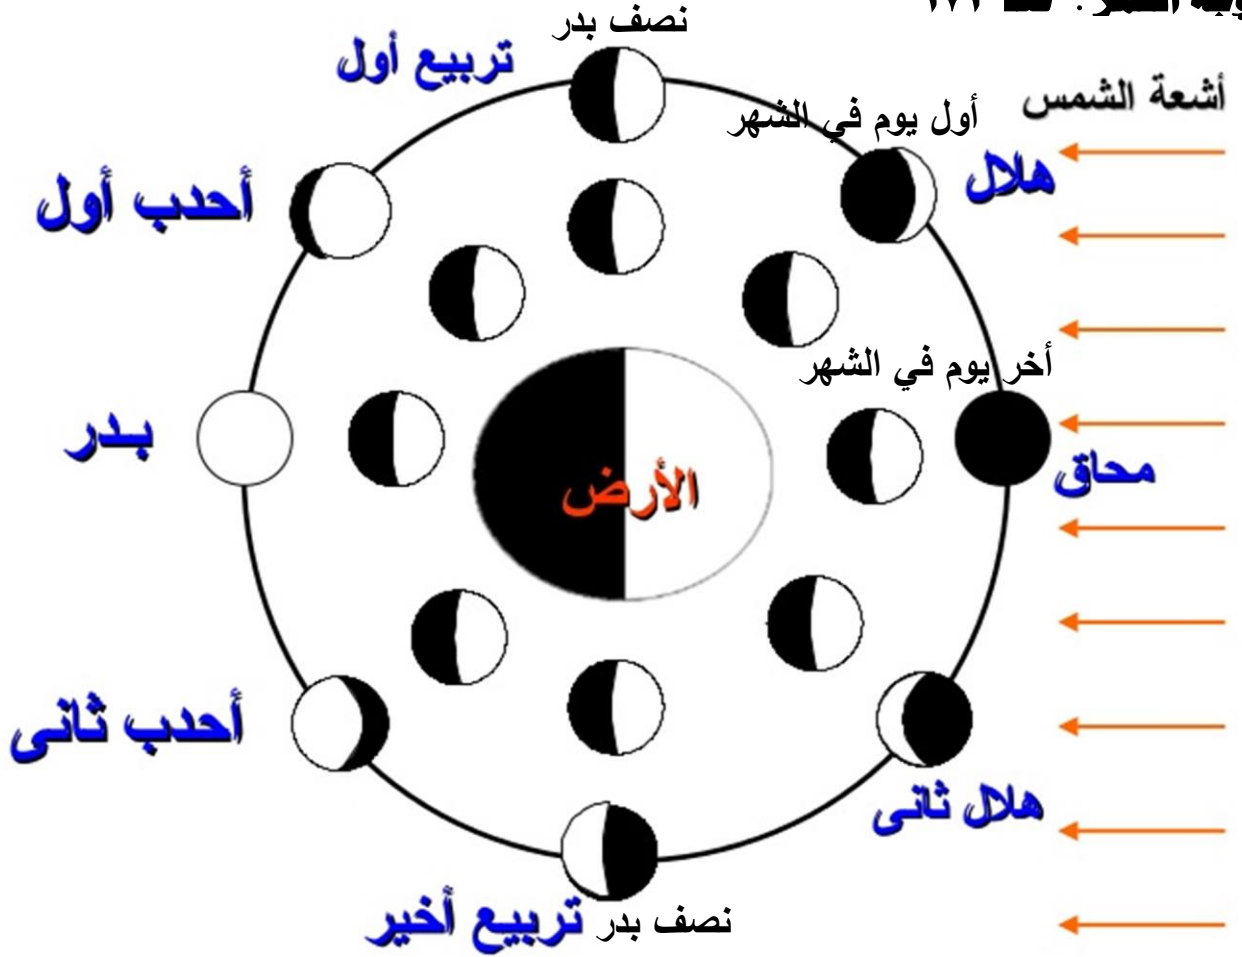 نصف بدر
تربيع أول
أشعة الشمس
أول يوم في الشهر
هلال
أحدب أول
أخر يوم في الشهر
بدر
محاق
الأرض
أحدب ثانى
هلال ثانى
تربيع أخير
نصف بدر